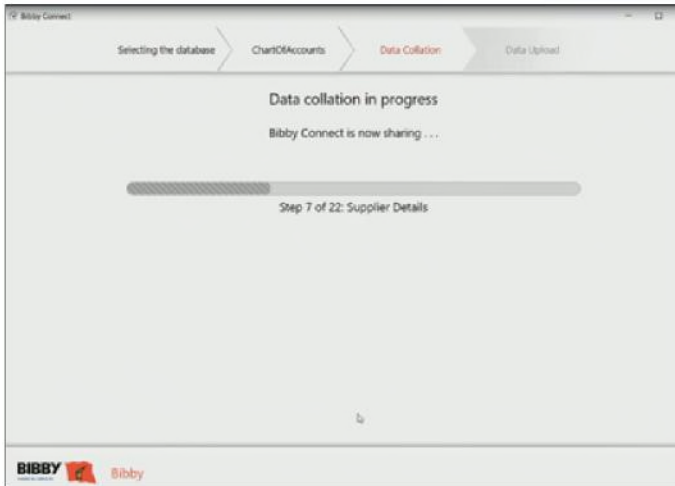 Bibby Connect
Selecting the database
ChartOfAccounts
Data Collation
Data Upload
Data collation in progress
Bibby Connect is now sharing . . .
Step 7 of 22: Supplier Details
BIBBY
Bibby